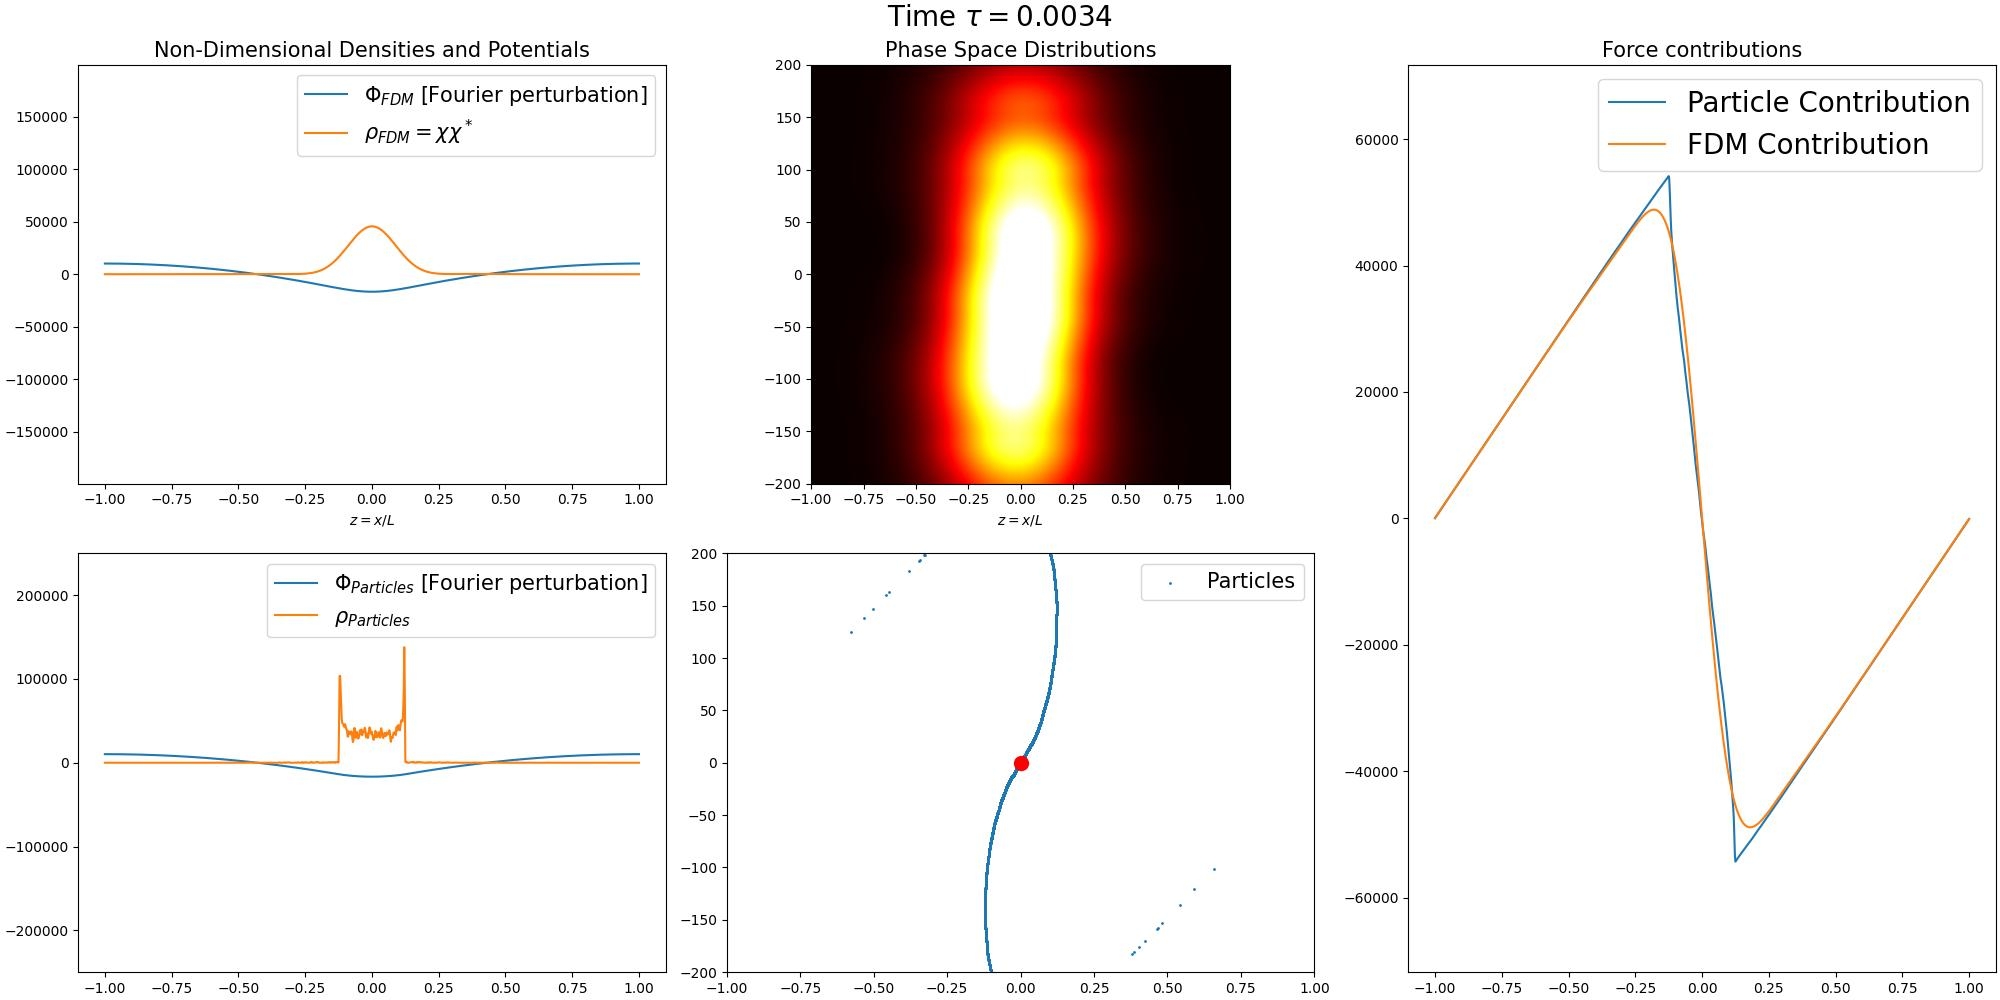 Time τ = 0.0034
Non-Dimensional Densities and Potentials
Φ_FDM [Fourier perturbation]
ρ_FDM = χχ*
150000
100000
50000
0
−50000
−100000
−150000
−1.00 −0.75 −0.50 −0.25 0.00 0.25 0.50 0.75 1.00
z = x/L
Phase Space Distributions
200
150
100
50
0
−50
−100
−150
−200
−1.00 −0.75 −0.50 −0.25 0.00 0.25 0.50 0.75 1.00
z = x/L
Force contributions
Particle Contribution
FDM Contribution
60000
40000
20000
0
−20000
−40000
−60000
−1.00 −0.75 −0.50 −0.25 0.00 0.25 0.50 0.75 1.00
Φ_Particles [Fourier perturbation]
ρ_Particles
200000
100000
0
−100000
−200000
−1.00 −0.75 −0.50 −0.25 0.00 0.25 0.50 0.75 1.00
Particles
200
150
100
50
0
−50
−100
−150
−200
−1.00 −0.75 −0.50 −0.25 0.00 0.25 0.50 0.75 1.00